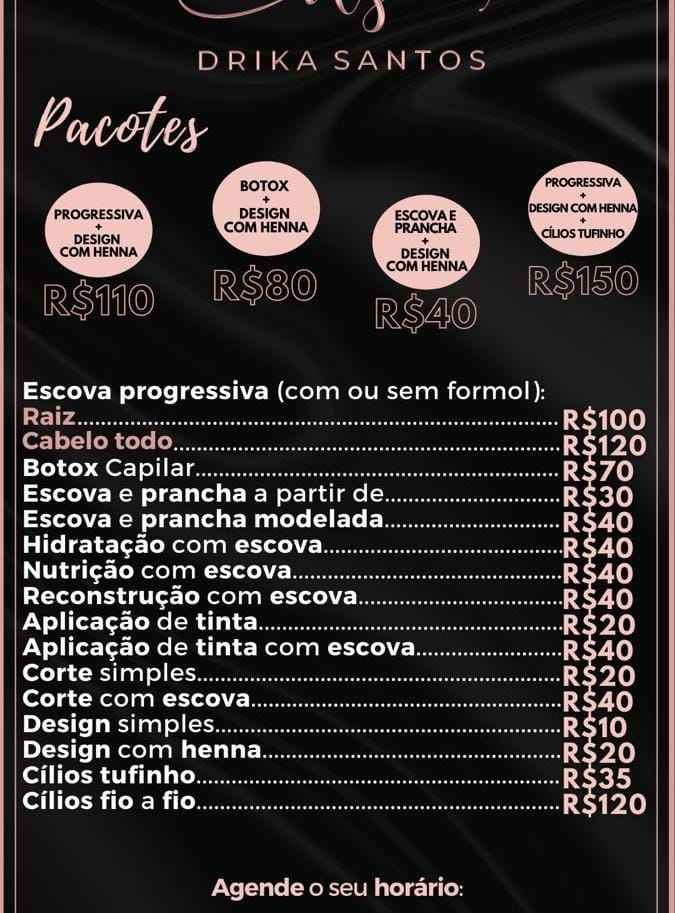 DRIKA SANTOS
Pacotes
PROGRESSIVA
+
DESIGN
COM HENNA
R$110
BOTOX
+
DESIGN
COM HENNA
R$80
ESCOVA E
PRANCHA
+
DESIGN
COM HENNA
R$40
PROGRESSIVA
+
DESIGN COM HENNA
+
CÍLIOS TUFINHO
R$150
Escova progressiva (com ou sem formol):
Raiz R$100
Cabelo todo R$120
Botox Capilar R$70
Escova e prancha a partir de R$30
Escova e prancha modelada R$40
Hidratação com escova R$40
Nutrição com escova R$40
Reconstrução com escova R$40
Aplicação de tinta R$20
Aplicação de tinta com escova R$40
Corte simples R$20
Corte com escova R$40
Design simples R$10
Design com henna R$20
Cílios tufinho R$35
Cílios fio a fio R$120
Agende o seu horário: